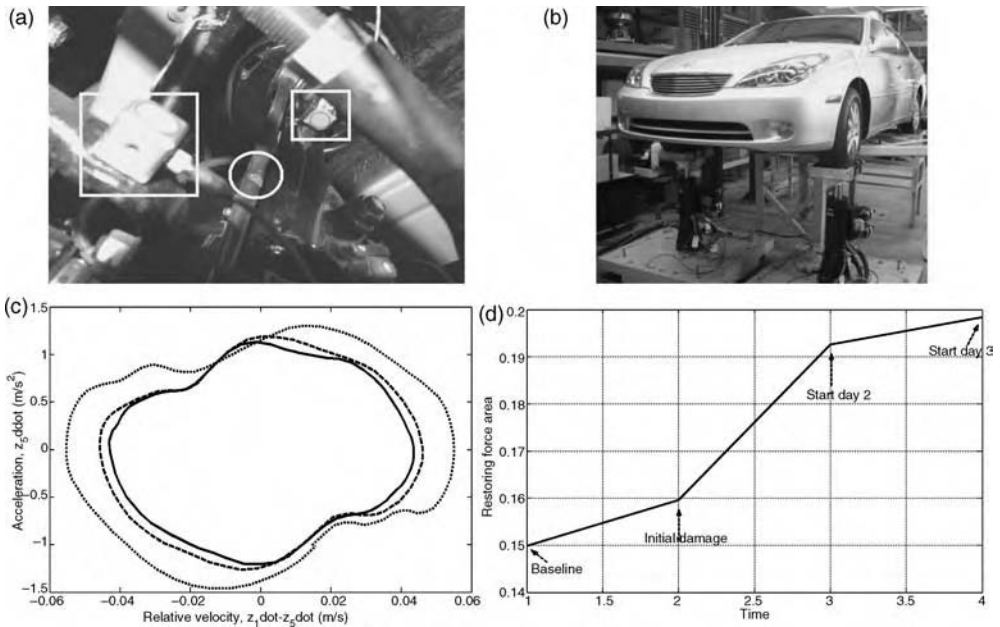 (a)
(b)
(c)
1.5
1
0.5
0
−0.5
−1
−1.5
Acceleration, z5ddot (m/s²)
−0.06
−0.04
−0.02
0
0.02
0.04
0.06
Relative velocity, z1dot-z5dot (m/s)
(d)
0.2
0.19
0.18
0.17
0.16
0.15
0.14
Restoring force area
Start day 3
Start day 2
Initial damage
Baseline
1
1.5
2
2.5
3
3.5
4
Time